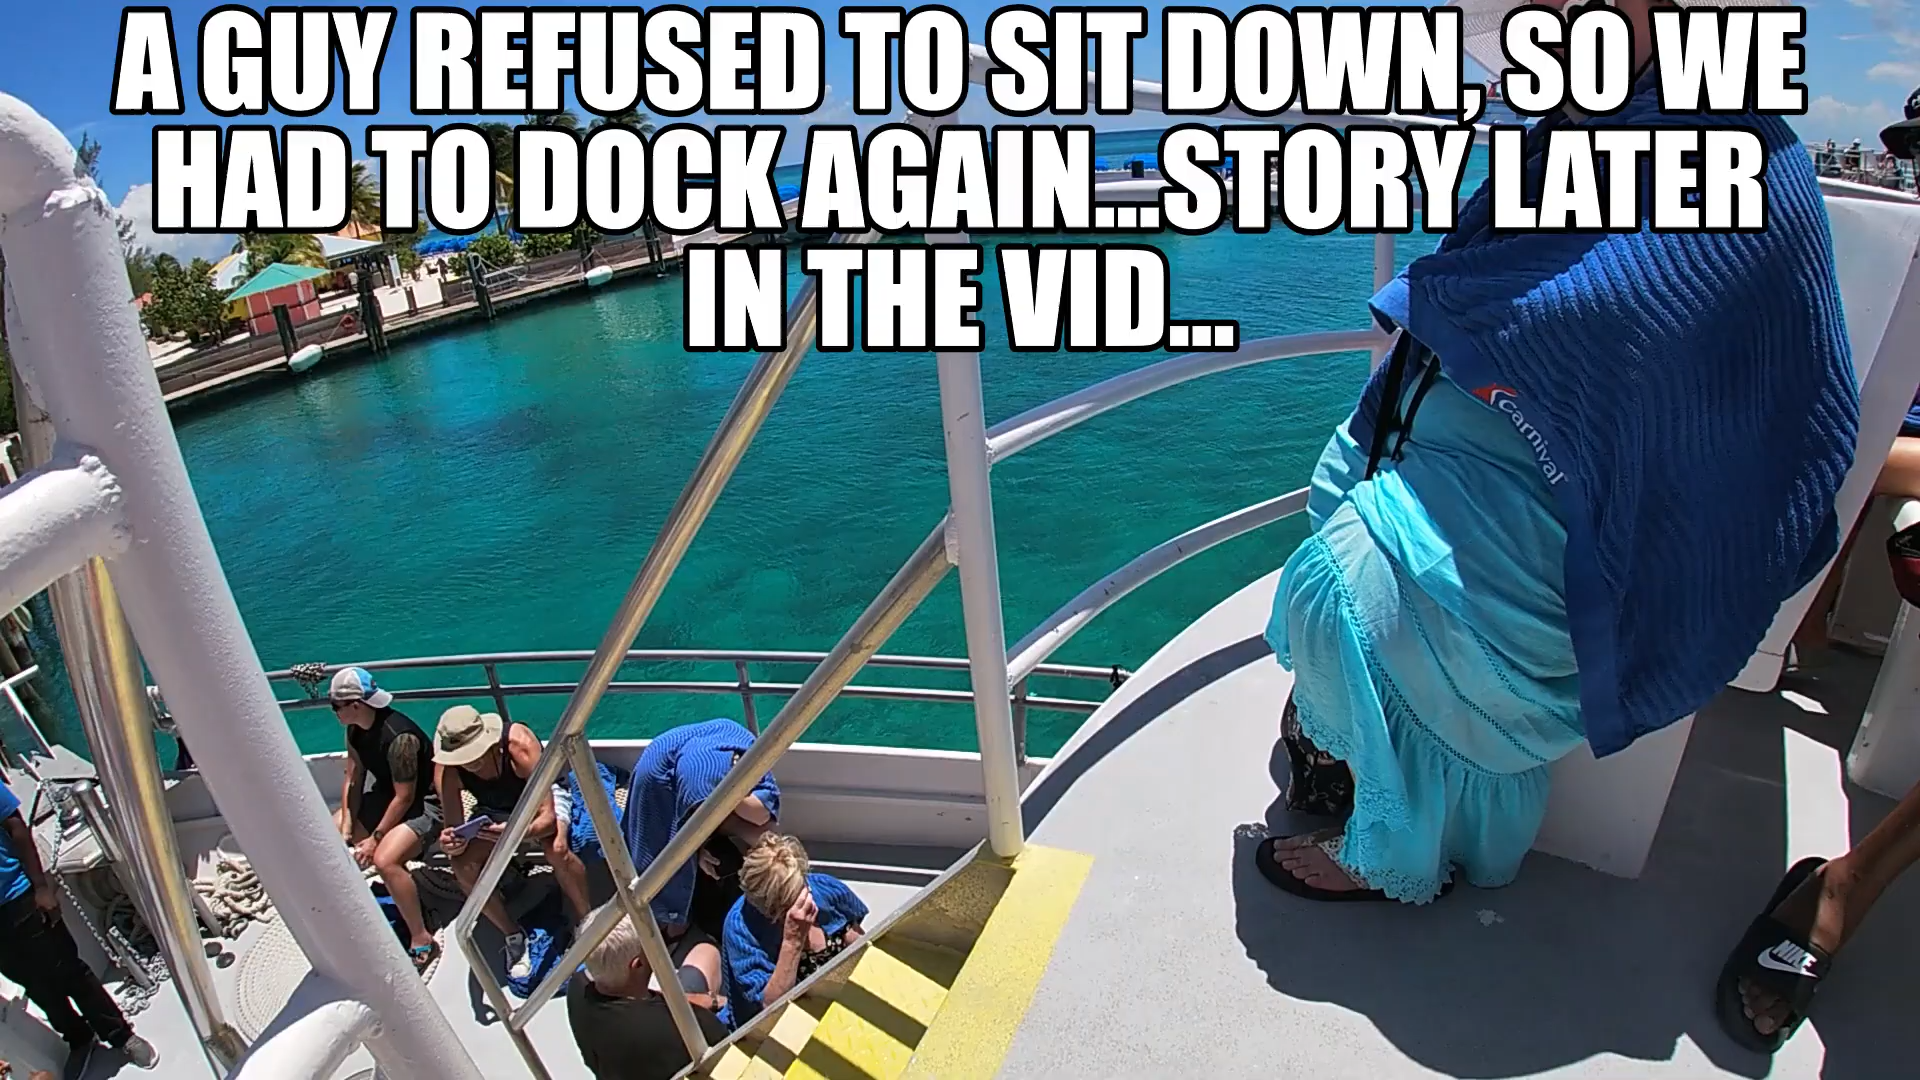 A GUY REFUSED TO SIT DOWN, SO WE
HAD TO DOCK AGAIN...STORY LATER
IN THE VID...
Carnival
NIKE